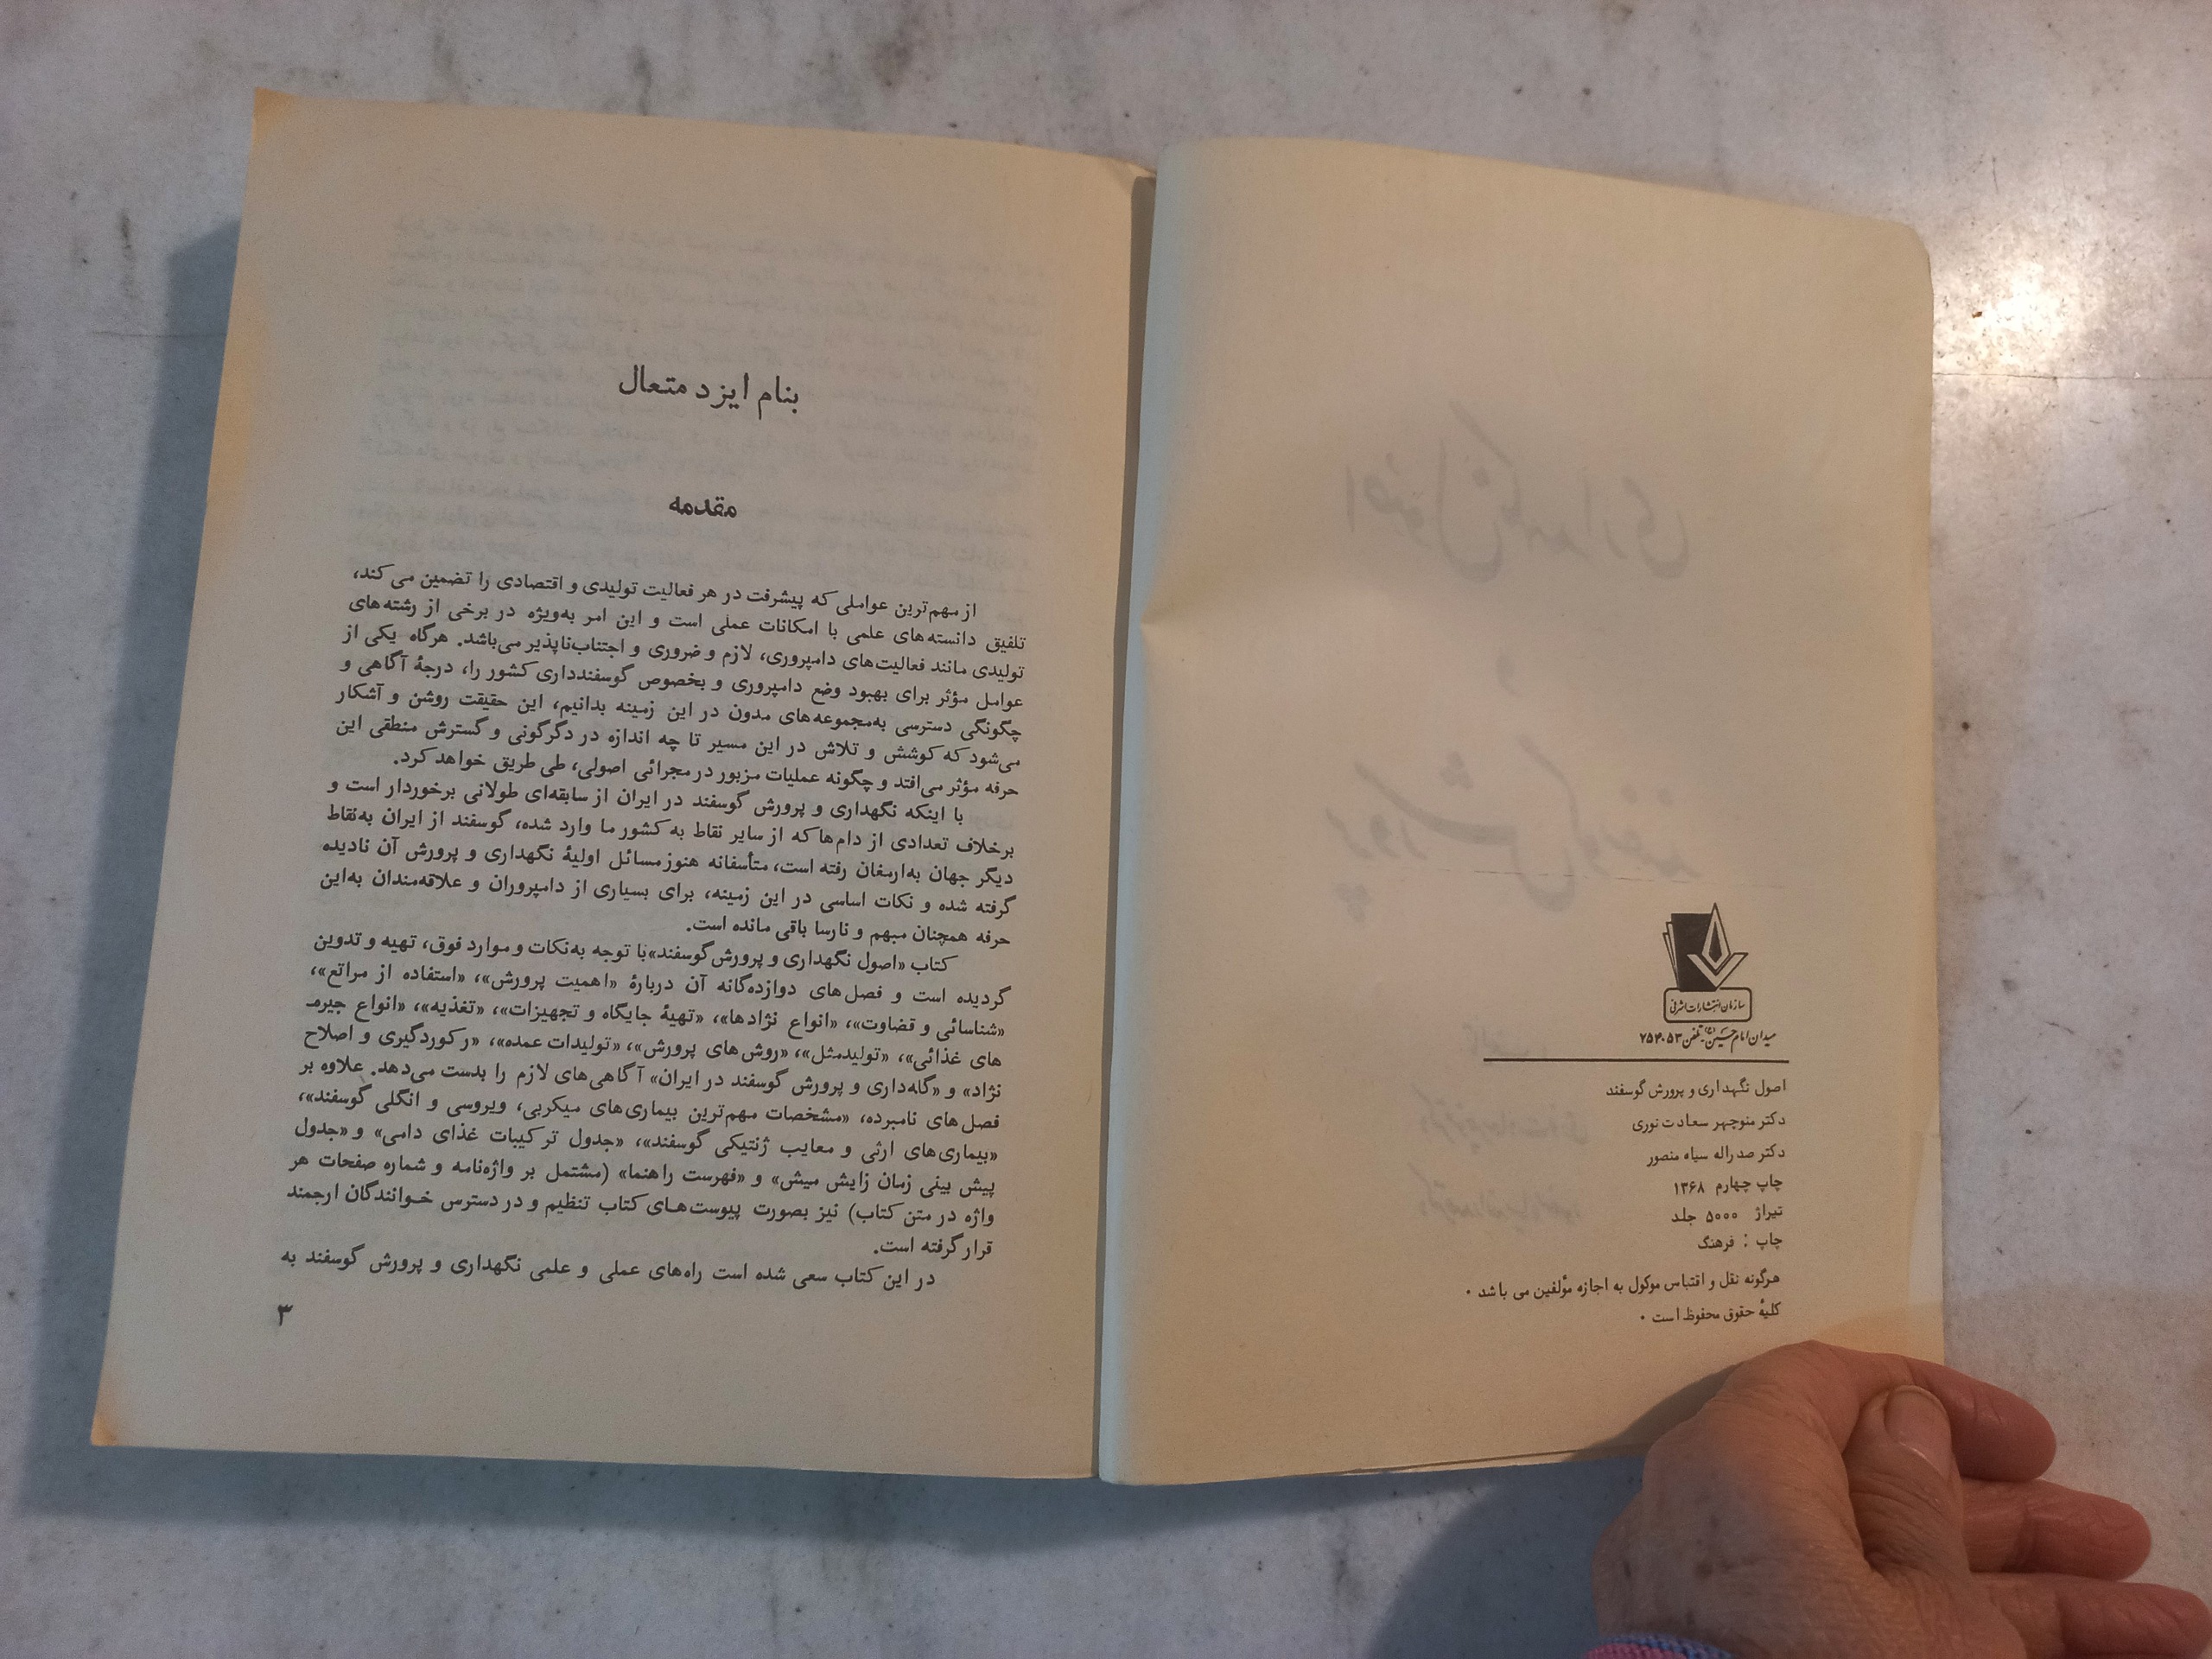 سازمان انتشارات اشرفی
میدان امام حسین (ع) تلفن ۷۵۴۰۵۳
اصول نگهداری و پرورش گوسفند
دکتر منوچهر سعادت نوری
دکتر صدراله سیاه منصور
چاپ چهارم ۱۳۶۸
تیراژ ۵۰۰۰ جلد
چاپ : فرهنگ
هرگونه نقل و اقتباس موکول به اجازه مؤلفین می باشد .
کلیۀ حقوق محفوظ است .
بنام ایزد متعال
مقدمه
از مهم‌ترین عواملی که پیشرفت در هر فعالیت تولیدی و اقتصادی را تضمین می‌کند،
تلفیق دانسته‌های علمی با امکانات عملی است و این امر به‌ویژه در برخی از رشته‌های
تولیدی مانند فعالیت‌های دامپروری، لازم و ضروری و اجتناب‌ناپذیر می‌باشد. هرگاه یکی از
عوامل مؤثر برای بهبود وضع دامپروری و بخصوص گوسفندداری کشور را، درجۀ آگاهی و
چگونگی دسترسی به‌مجموعه‌های مدون در این زمینه بدانیم، این حقیقت روشن و آشکار
می‌شود که کوشش و تلاش در این مسیر تا چه اندازه در دگرگونی و گسترش منطقی این
حرفه مؤثر می‌افتد و چگونه عملیات مزبور در مجرائی اصولی، طی طریق خواهد کرد.
با اینکه نگهداری و پرورش گوسفند در ایران از سابقه‌ای طولانی برخوردار است و
برخلاف تعدادی از دام‌ها که از سایر نقاط به کشور ما وارد شده، گوسفند از ایران به‌نقاط
دیگر جهان به‌ارمغان رفته است، متأسفانه هنوز مسائل اولیۀ نگهداری و پرورش آن نادیده
گرفته شده و نکات اساسی در این زمینه، برای بسیاری از دامپروران و علاقه‌مندان به‌این
حرفه همچنان مبهم و نارسا باقی مانده است.
کتاب «اصول نگهداری و پرورش گوسفند» با توجه به‌نکات و موارد فوق، تهیه و تدوین
گردیده است و فصل‌های دوازده‌گانه آن دربارۀ «اهمیت پرورش»، «استفاده از مراتع»،
«شناسائی و قضاوت»، «انواع نژادها»، «تهیۀ جایگاه و تجهیزات»، «تغذیه»، «انواع جیره‌
های غذائی»، «تولیدمثل»، «روش‌های پرورش»، «تولیدات عمده»، «رکوردگیری و اصلاح
نژاد» و «گله‌داری و پرورش گوسفند در ایران» آگاهی‌های لازم را بدست می‌دهد. علاوه بر
فصل‌های نامبرده، «مشخصات مهم‌ترین بیماری‌های میکربی، ویروسی و انگلی گوسفند»،
«بیماری‌های ارثی و معایب ژنتیکی گوسفند»، «جدول ترکیبات غذای دامی» و «جدول
پیش بینی زمان زایش میش» و «فهرست راهنما» (مشتمل بر واژه‌نامه و شماره صفحات هر
واژه در متن کتاب) نیز بصورت پیوست‌های کتاب تنظیم و در دسترس خوانندگان ارجمند
قرار گرفته است.
در این کتاب سعی شده است راه‌های عملی و علمی نگهداری و پرورش گوسفند به
۳